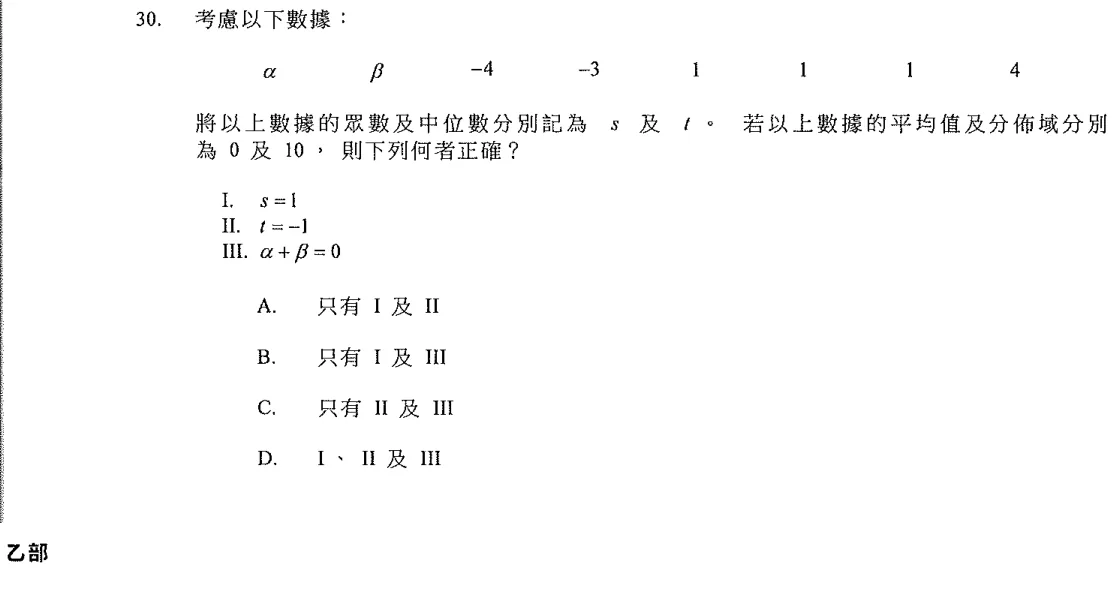 30. 考慮以下數據：
α β −4 −3 1 1 1 4
將以上數據的眾數及中位數分別記為 s 及 t 。 若以上數據的平均值及分佈域分別
為 0 及 10 ， 則下列何者正確？
I. s = 1
II. t = −1
III. α + β = 0
A. 只有 I 及 II
B. 只有 I 及 III
C. 只有 II 及 III
D. I 、 II 及 III
乙部